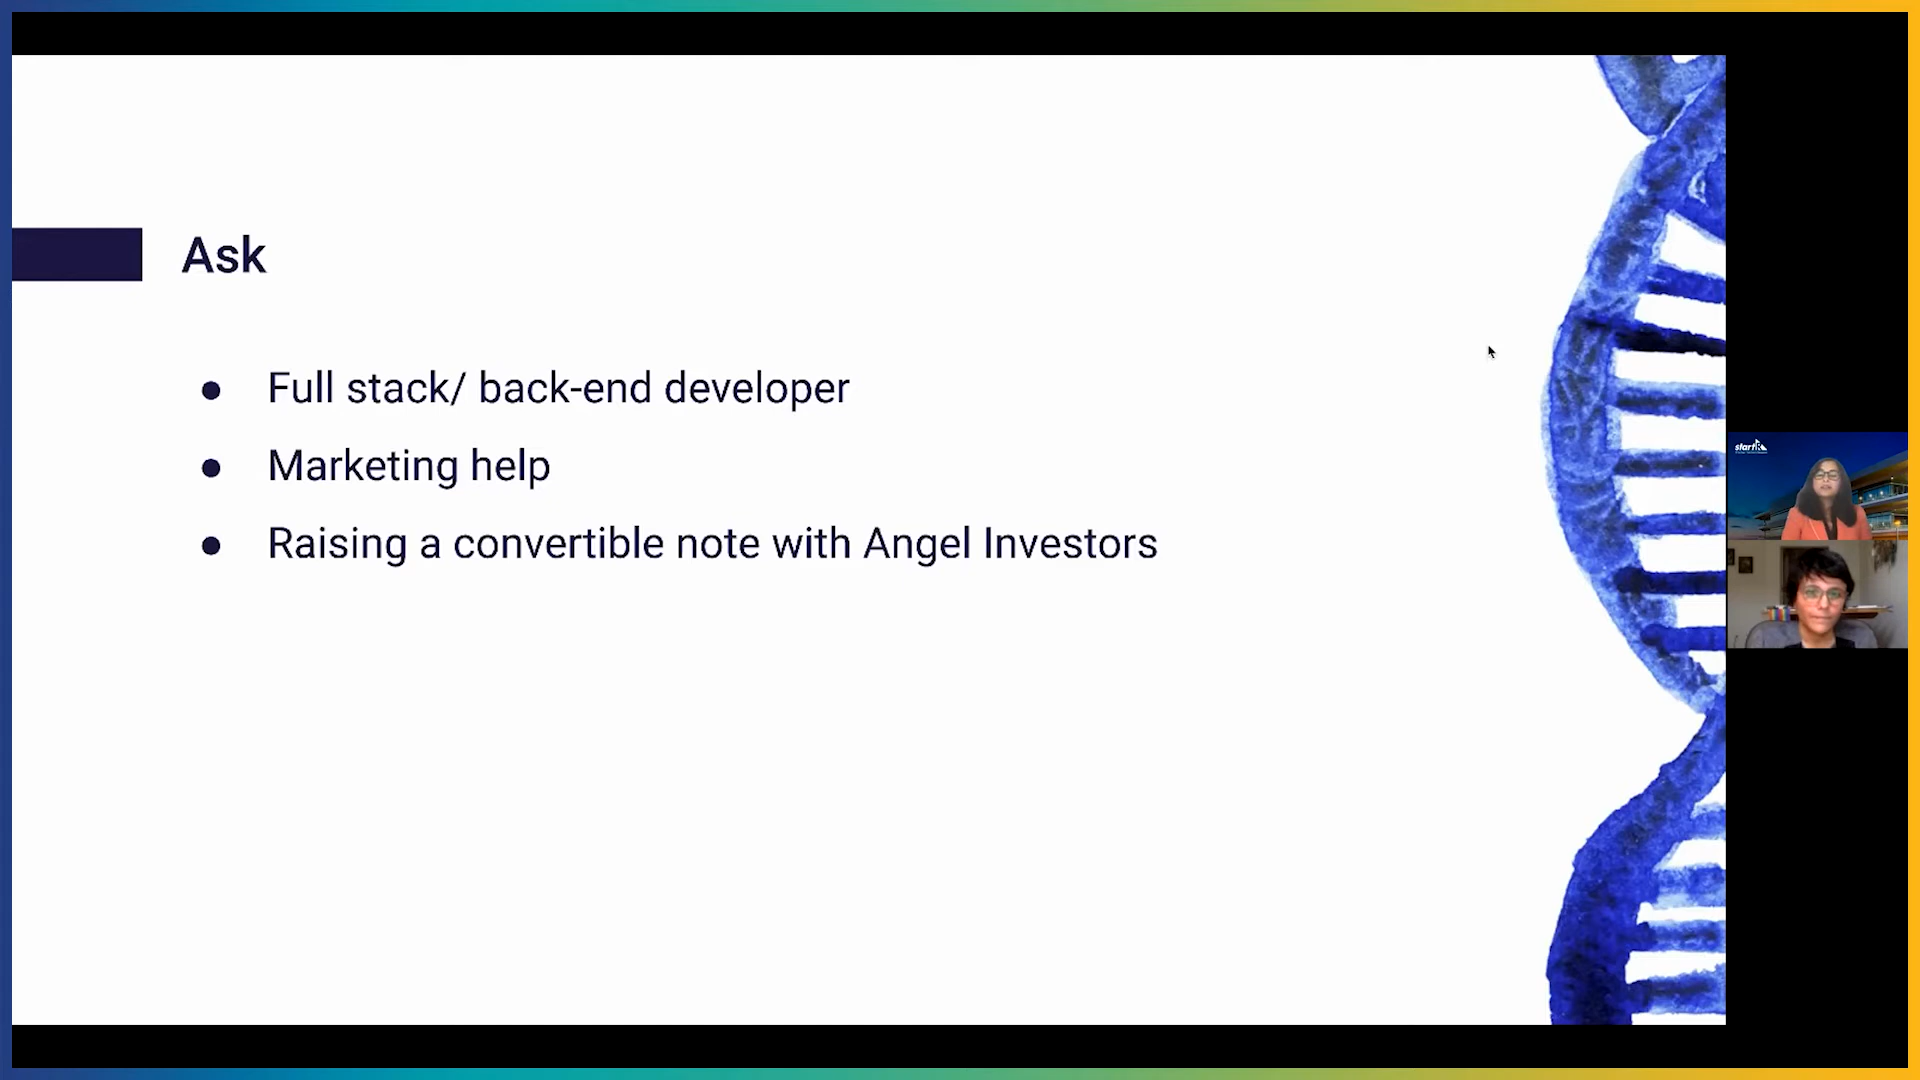 Ask
● Full stack/ back-end developer
● Marketing help
● Raising a convertible note with Angel Investors